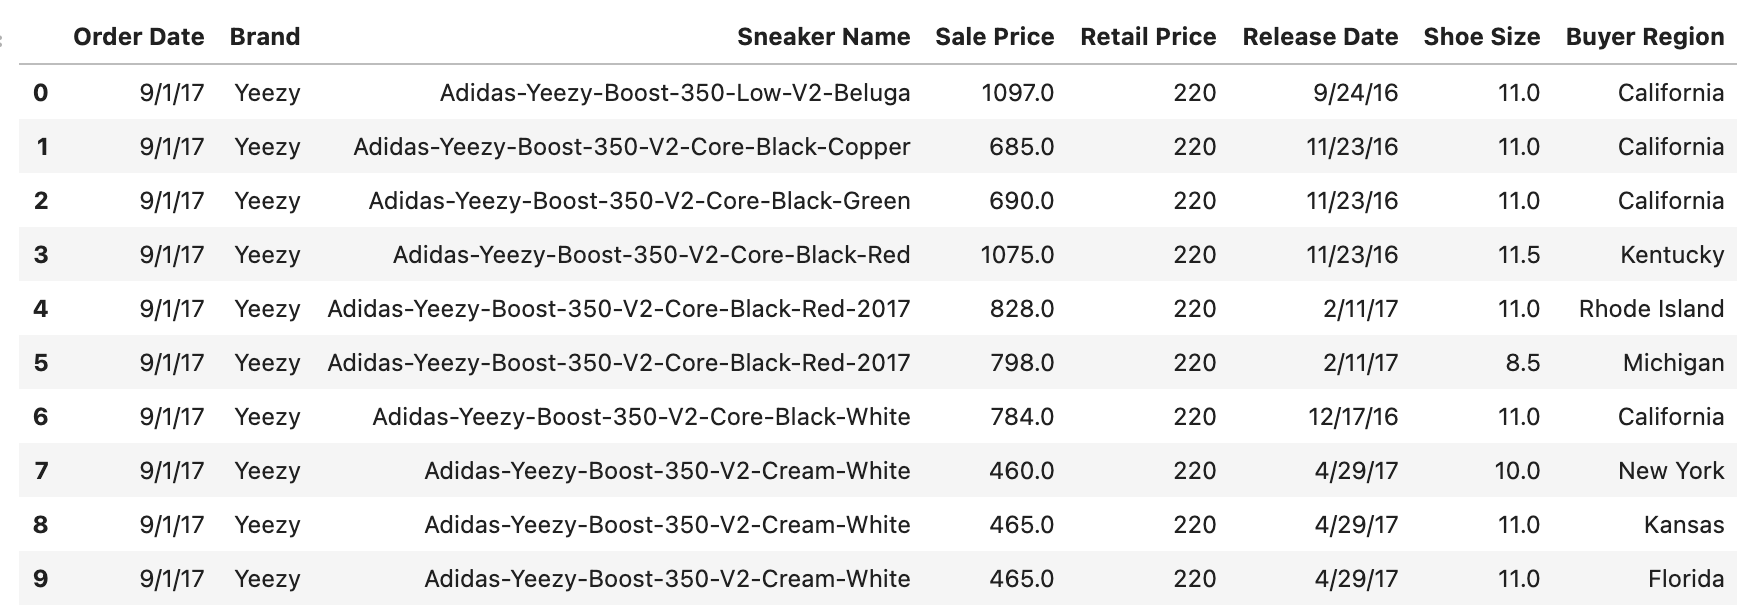 Order Date Brand Sneaker Name Sale Price Retail Price Release Date Shoe Size Buyer Region
0 9/1/17 Yeezy Adidas-Yeezy-Boost-350-Low-V2-Beluga 1097.0 220 9/24/16 11.0 California
1 9/1/17 Yeezy Adidas-Yeezy-Boost-350-V2-Core-Black-Copper 685.0 220 11/23/16 11.0 California
2 9/1/17 Yeezy Adidas-Yeezy-Boost-350-V2-Core-Black-Green 690.0 220 11/23/16 11.0 California
3 9/1/17 Yeezy Adidas-Yeezy-Boost-350-V2-Core-Black-Red 1075.0 220 11/23/16 11.5 Kentucky
4 9/1/17 Yeezy Adidas-Yeezy-Boost-350-V2-Core-Black-Red-2017 828.0 220 2/11/17 11.0 Rhode Island
5 9/1/17 Yeezy Adidas-Yeezy-Boost-350-V2-Core-Black-Red-2017 798.0 220 2/11/17 8.5 Michigan
6 9/1/17 Yeezy Adidas-Yeezy-Boost-350-V2-Core-Black-White 784.0 220 12/17/16 11.0 California
7 9/1/17 Yeezy Adidas-Yeezy-Boost-350-V2-Cream-White 460.0 220 4/29/17 10.0 New York
8 9/1/17 Yeezy Adidas-Yeezy-Boost-350-V2-Cream-White 465.0 220 4/29/17 11.0 Kansas
9 9/1/17 Yeezy Adidas-Yeezy-Boost-350-V2-Cream-White 465.0 220 4/29/17 11.0 Florida